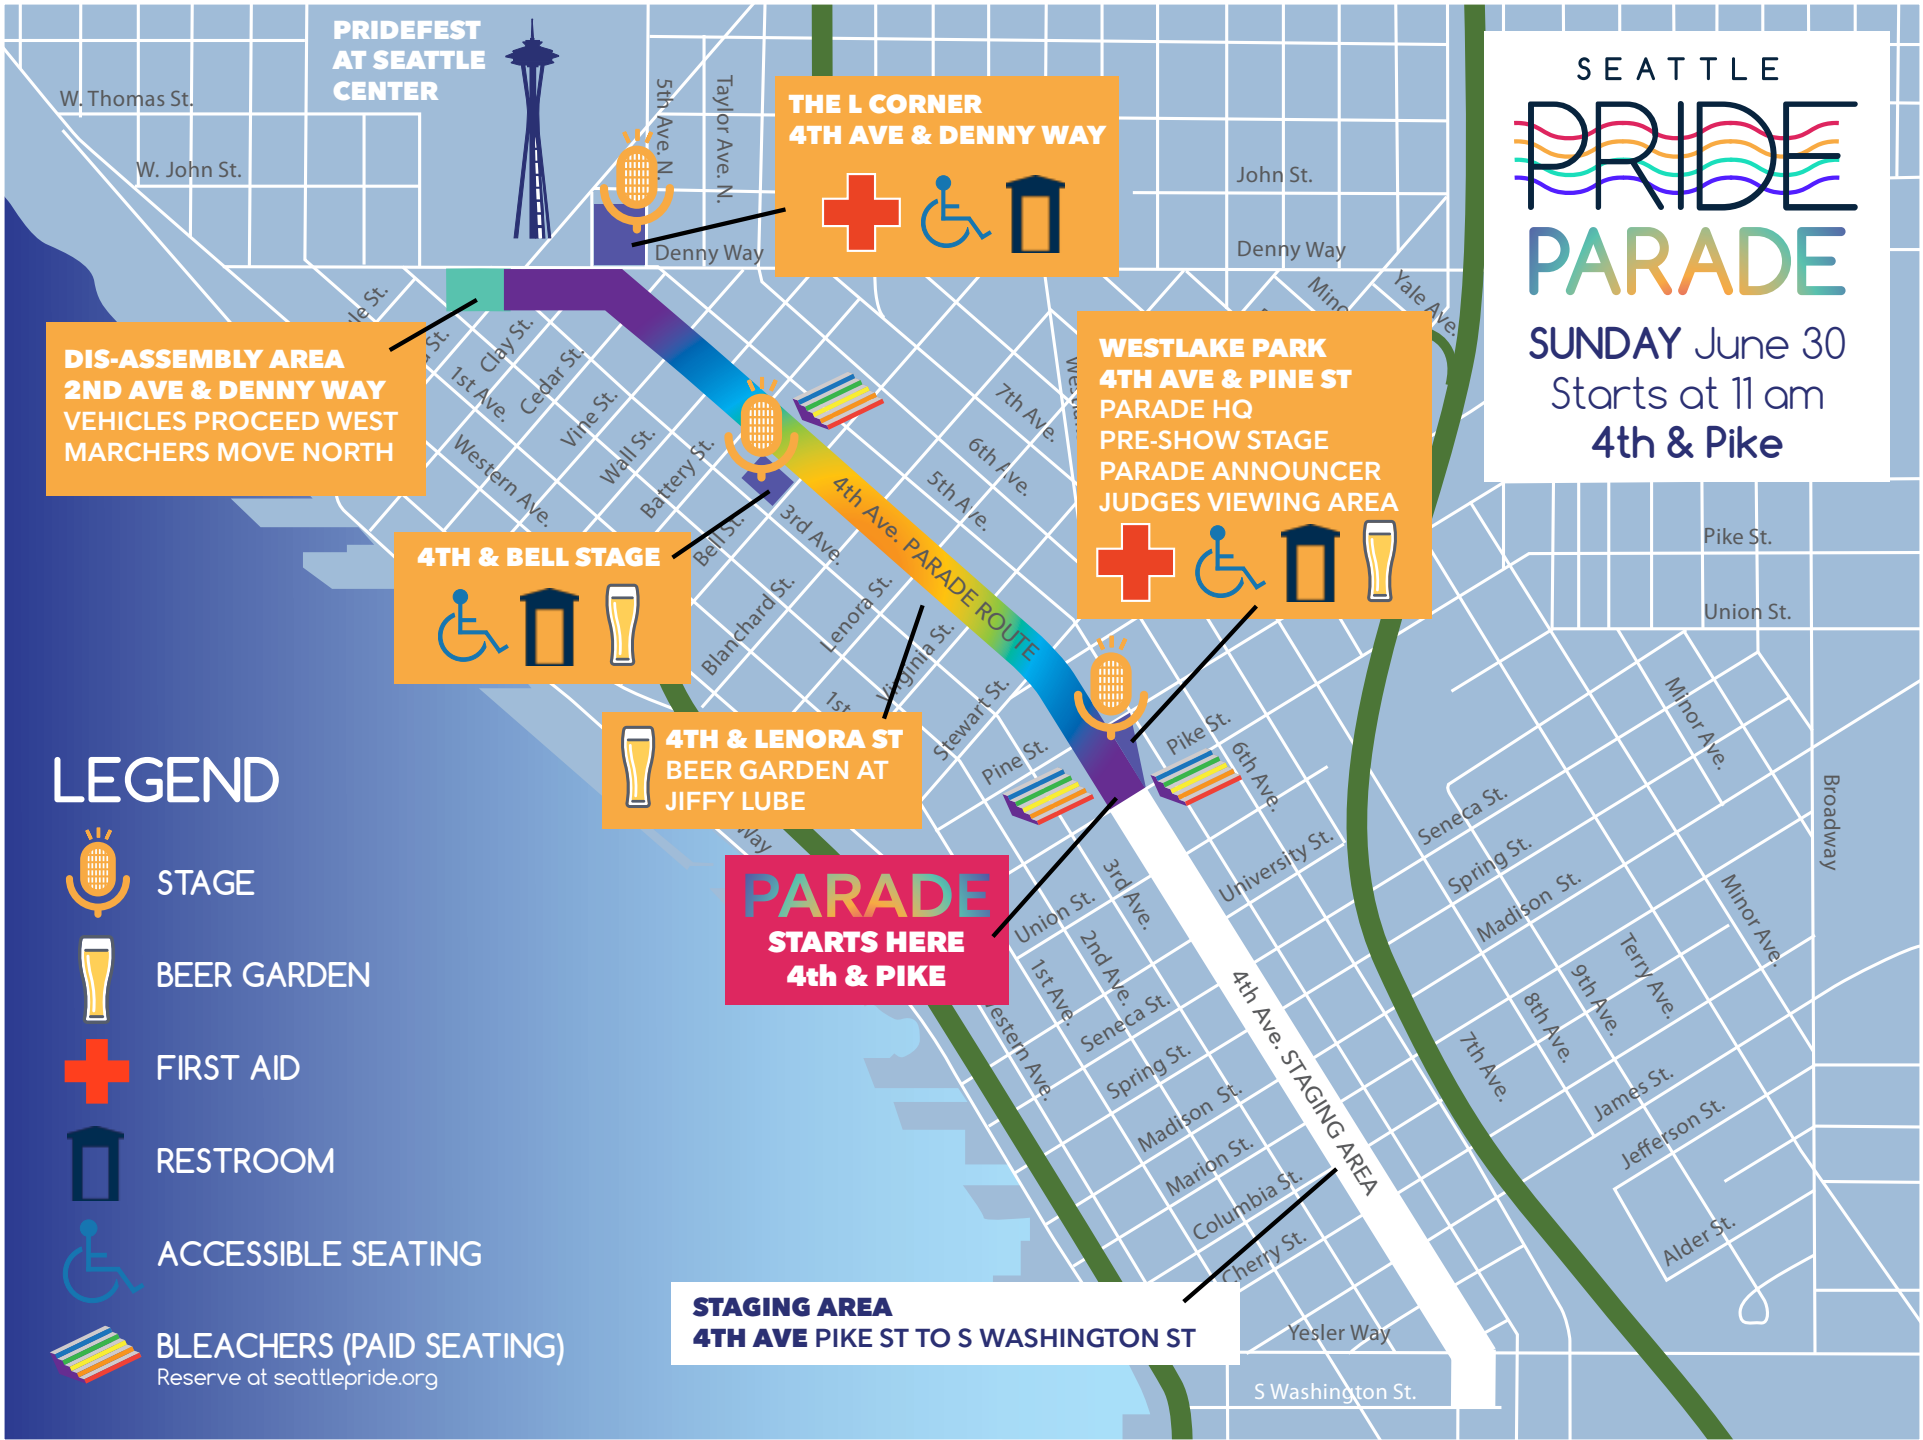 PRIDEFEST
AT SEATTLE
CENTER
W. Thomas St.
W. John St.
5th Ave. N.
Taylor Ave. N.
Denny Way
THE L CORNER
4TH AVE & DENNY WAY
John St.
Denny Way
Yale Ave.
SEATTLE
PRIDE
PARADE
SUNDAY June 30
Starts at 11 am
4th & Pike
DIS-ASSEMBLY AREA
2ND AVE & DENNY WAY
VEHICLES PROCEED WEST
MARCHERS MOVE NORTH
Clay St.
1st Ave.
Cedar St.
Vine St.
Western Ave.
Wall St.
Battery St.
Bell St.
3rd Ave.
7th Ave.
6th Ave.
5th Ave.
4th Ave. PARADE ROUTE
WESTLAKE PARK
4TH AVE & PINE ST
PARADE HQ
PRE-SHOW STAGE
PARADE ANNOUNCER
JUDGES VIEWING AREA
4TH & BELL STAGE
Blanchard St.
Lenora St.
Virginia St.
Stewart St.
1st
Pine St.
Pike St.
6th Ave.
Pike St.
Union St.
Minor Ave.
Broadway
4TH & LENORA ST
BEER GARDEN AT
JIFFY LUBE
Way
PARADE
STARTS HERE
4th & PIKE
Union St.
3rd Ave.
2nd Ave.
1st Ave.
University St.
Seneca St.
Spring St.
Madison St.
Minor Ave.
Terry Ave.
9th Ave.
8th Ave.
7th Ave.
James St.
Jefferson St.
Alder St.
Seneca St.
Spring St.
Madison St.
Marion St.
Columbia St.
Cherry St.
4th Ave. STAGING AREA
STAGING AREA
4TH AVE PIKE ST TO S WASHINGTON ST
Yesler Way
S Washington St.
LEGEND
STAGE
BEER GARDEN
FIRST AID
RESTROOM
ACCESSIBLE SEATING
BLEACHERS (PAID SEATING)
Reserve at seattlepride.org